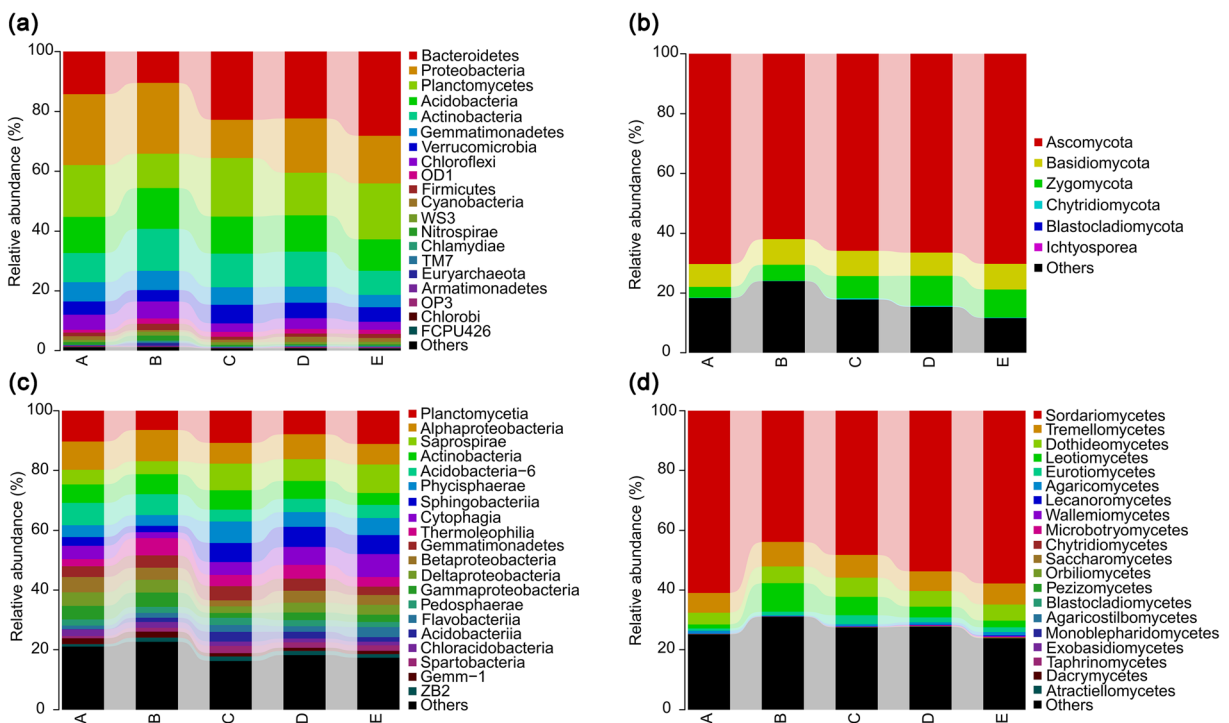 (a)
Relative abundance (%)
100
80
60
40
20
0
A B C D E
Bacteroidetes
Proteobacteria
Planctomycetes
Acidobacteria
Actinobacteria
Gemmatimonadetes
Verrucomicrobia
Chloroflexi
OD1
Firmicutes
Cyanobacteria
WS3
Nitrospirae
Chlamydiae
TM7
Euryarchaeota
Armatimonadetes
OP3
Chlorobi
FCPU426
Others
(b)
Relative abundance (%)
100
80
60
40
20
0
A B C D E
Ascomycota
Basidiomycota
Zygomycota
Chytridiomycota
Blastocladiomycota
Ichtyosporea
Others
(c)
Relative abundance (%)
100
80
60
40
20
0
A B C D E
Planctomycetia
Alphaproteobacteria
Saprospirae
Actinobacteria
Acidobacteria−6
Phycisphaerae
Sphingobacteriia
Cytophagia
Thermoleophilia
Gemmatimonadetes
Betaproteobacteria
Deltaproteobacteria
Gammaproteobacteria
Pedosphaerae
Flavobacteriia
Acidobacteriia
Chloracidobacteria
Spartobacteria
Gemm−1
ZB2
Others
(d)
Relative abundance (%)
100
80
60
40
20
0
A B C D E
Sordariomycetes
Tremellomycetes
Dothideomycetes
Leotiomycetes
Eurotiomycetes
Agaricomycetes
Lecanoromycetes
Wallemiomycetes
Microbotryomycetes
Chytridiomycetes
Saccharomycetes
Orbiliomycetes
Pezizomycetes
Blastocladiomycetes
Agaricostilbomycetes
Monoblepharidomycetes
Exobasidiomycetes
Taphrinomycetes
Dacrymycetes
Atractiellomycetes
Others